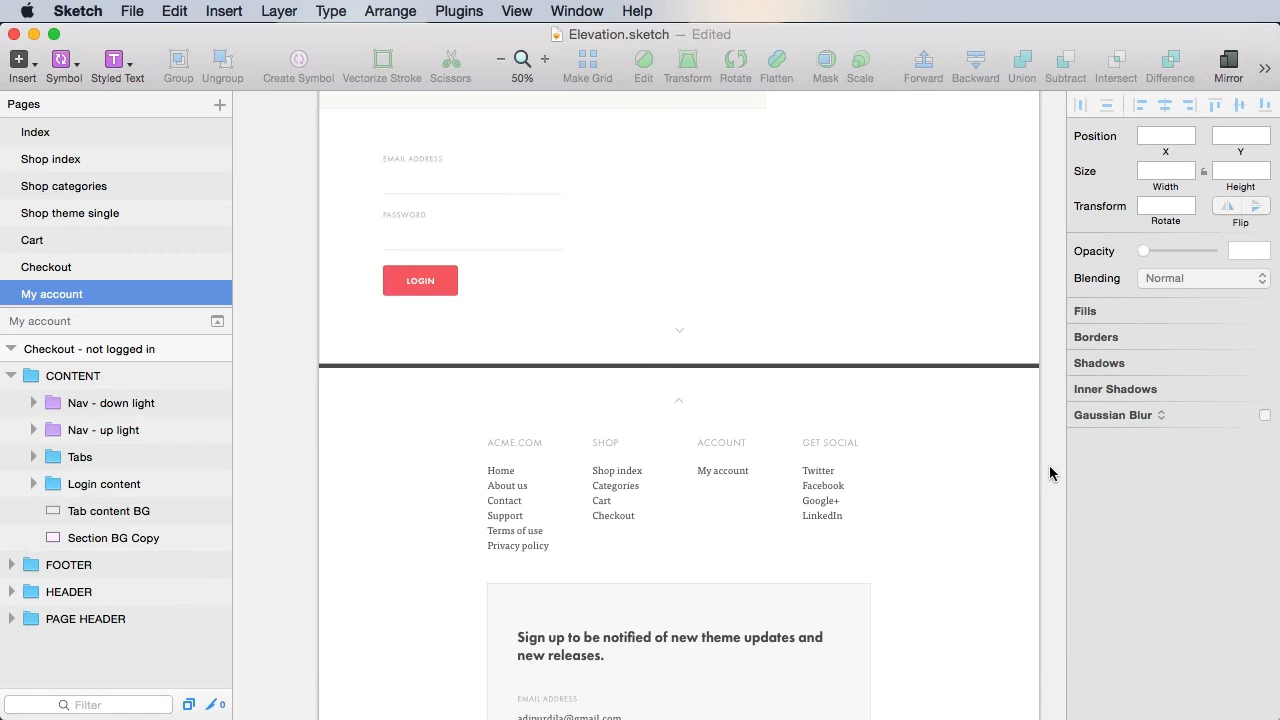 Sketch File Edit Insert Layer Type Arrange Plugins View Window Help
Elevation.sketch — Edited
50%
Insert Symbol Styled Text Group Ungroup Create Symbol Vectorize Stroke Scissors Make Grid Edit Transform Rotate Flatten Mask Scale Forward Backward Union Subtract Intersect Difference Mirror
Pages
Index
Shop index
Shop categories
Shop theme single
Cart
Checkout
My account
My account
Checkout - not logged in
CONTENT
Nav - down light
Nav - up light
Tabs
Login content
Tab content BG
Section BG Copy
FOOTER
HEADER
PAGE HEADER
Filter
0
EMAIL ADDRESS
PASSWORD
LOGIN
ACME.COM
Home
About us
Contact
Support
Terms of use
Privacy policy
SHOP
Shop index
Categories
Cart
Checkout
ACCOUNT
My account
GET SOCIAL
Twitter
Facebook
Google+
LinkedIn
Sign up to be notified of new theme updates and
new releases.
EMAIL ADDRESS
adipurdila@gmail.com
Position
X Y
Size
Width Height
Transform
Rotate Flip
Opacity
Blending Normal
Fills
Borders
Shadows
Inner Shadows
Gaussian Blur